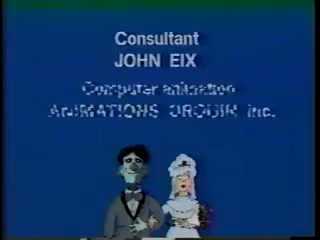 Consultant
JOHN EIX
Computer animation
ANIMATIONS DROUIN inc.